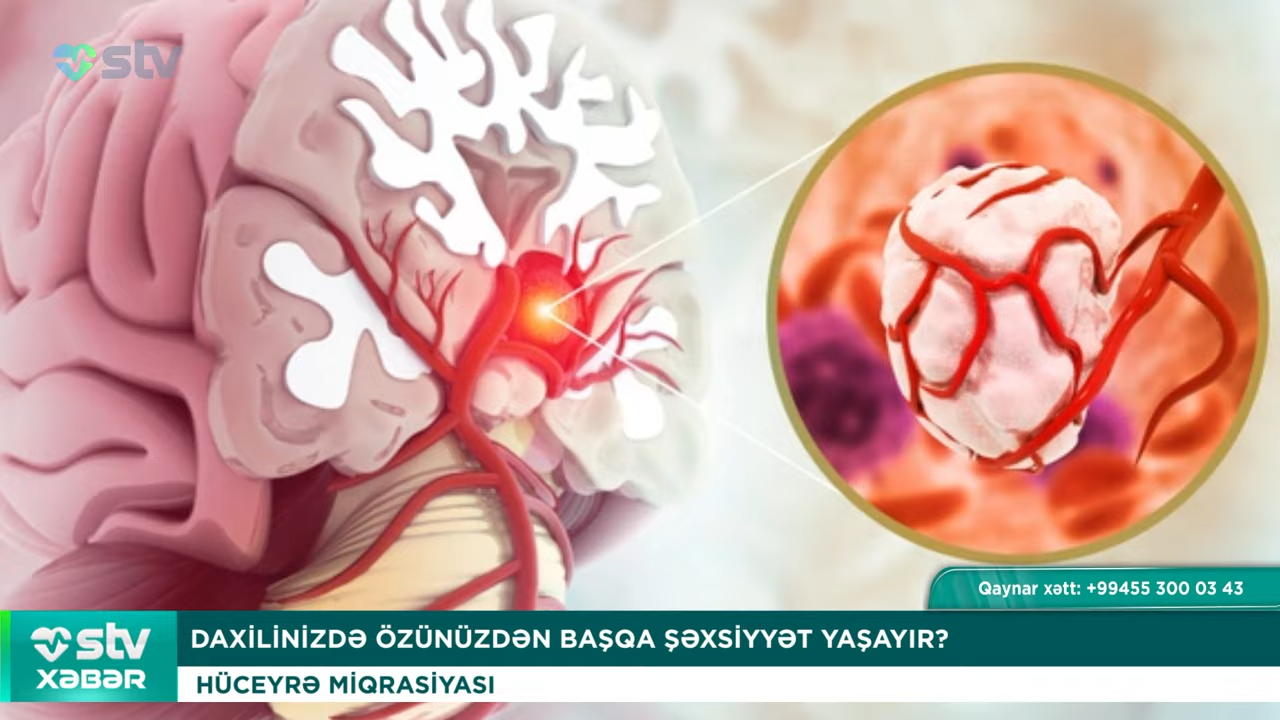 stv
Qaynar xətt: +99455 300 03 43
stv
XƏBƏR
DAXİLİNİZDƏ ÖZÜNÜZDƏN BAŞQA ŞƏXSİYYƏT YAŞAYIR?
HÜCEYRƏ MİQRASİYASI